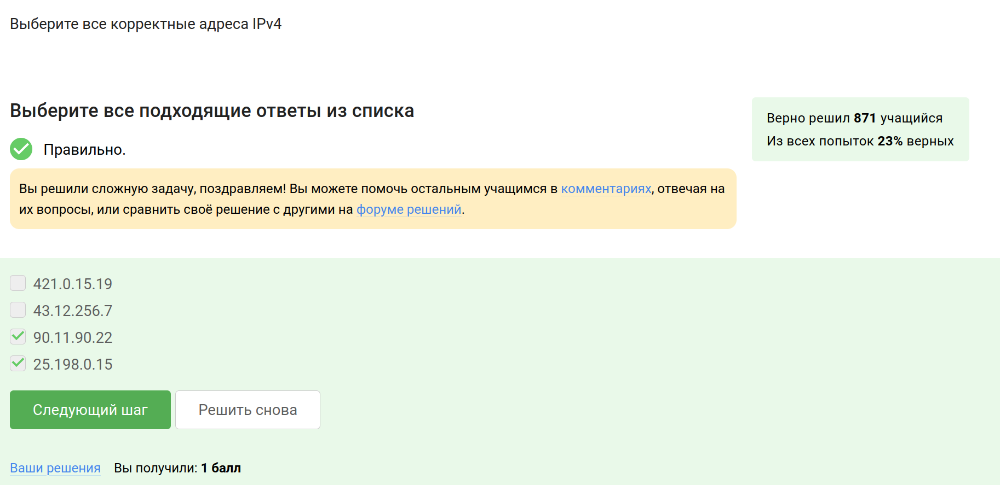 Выберите все корректные адреса IPv4
Выберите все подходящие ответы из списка
Верно решил 871 учащийся
Из всех попыток 23% верных
Правильно.
Вы решили сложную задачу, поздравляем! Вы можете помочь остальным учащимся в комментариях, отвечая на
их вопросы, или сравнить своё решение с другими на форуме решений.
421.0.15.19
43.12.256.7
90.11.90.22
25.198.0.15
Следующий шаг
Решить снова
Ваши решения
Вы получили: 1 балл